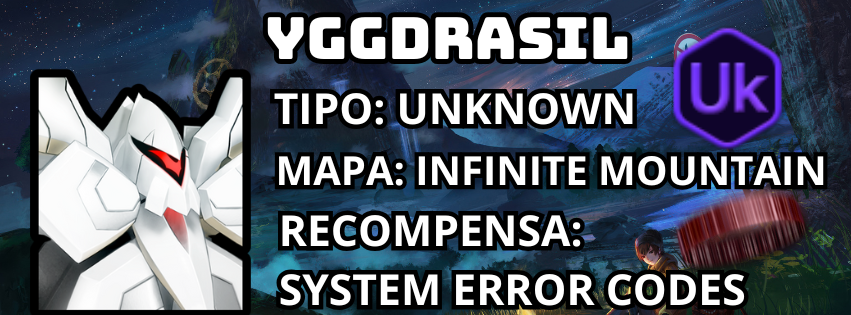 YGGDRASIL
Uk
TIPO: UNKNOWN
MAPA: INFINITE MOUNTAIN
RECOMPENSA:
SYSTEM ERROR CODES